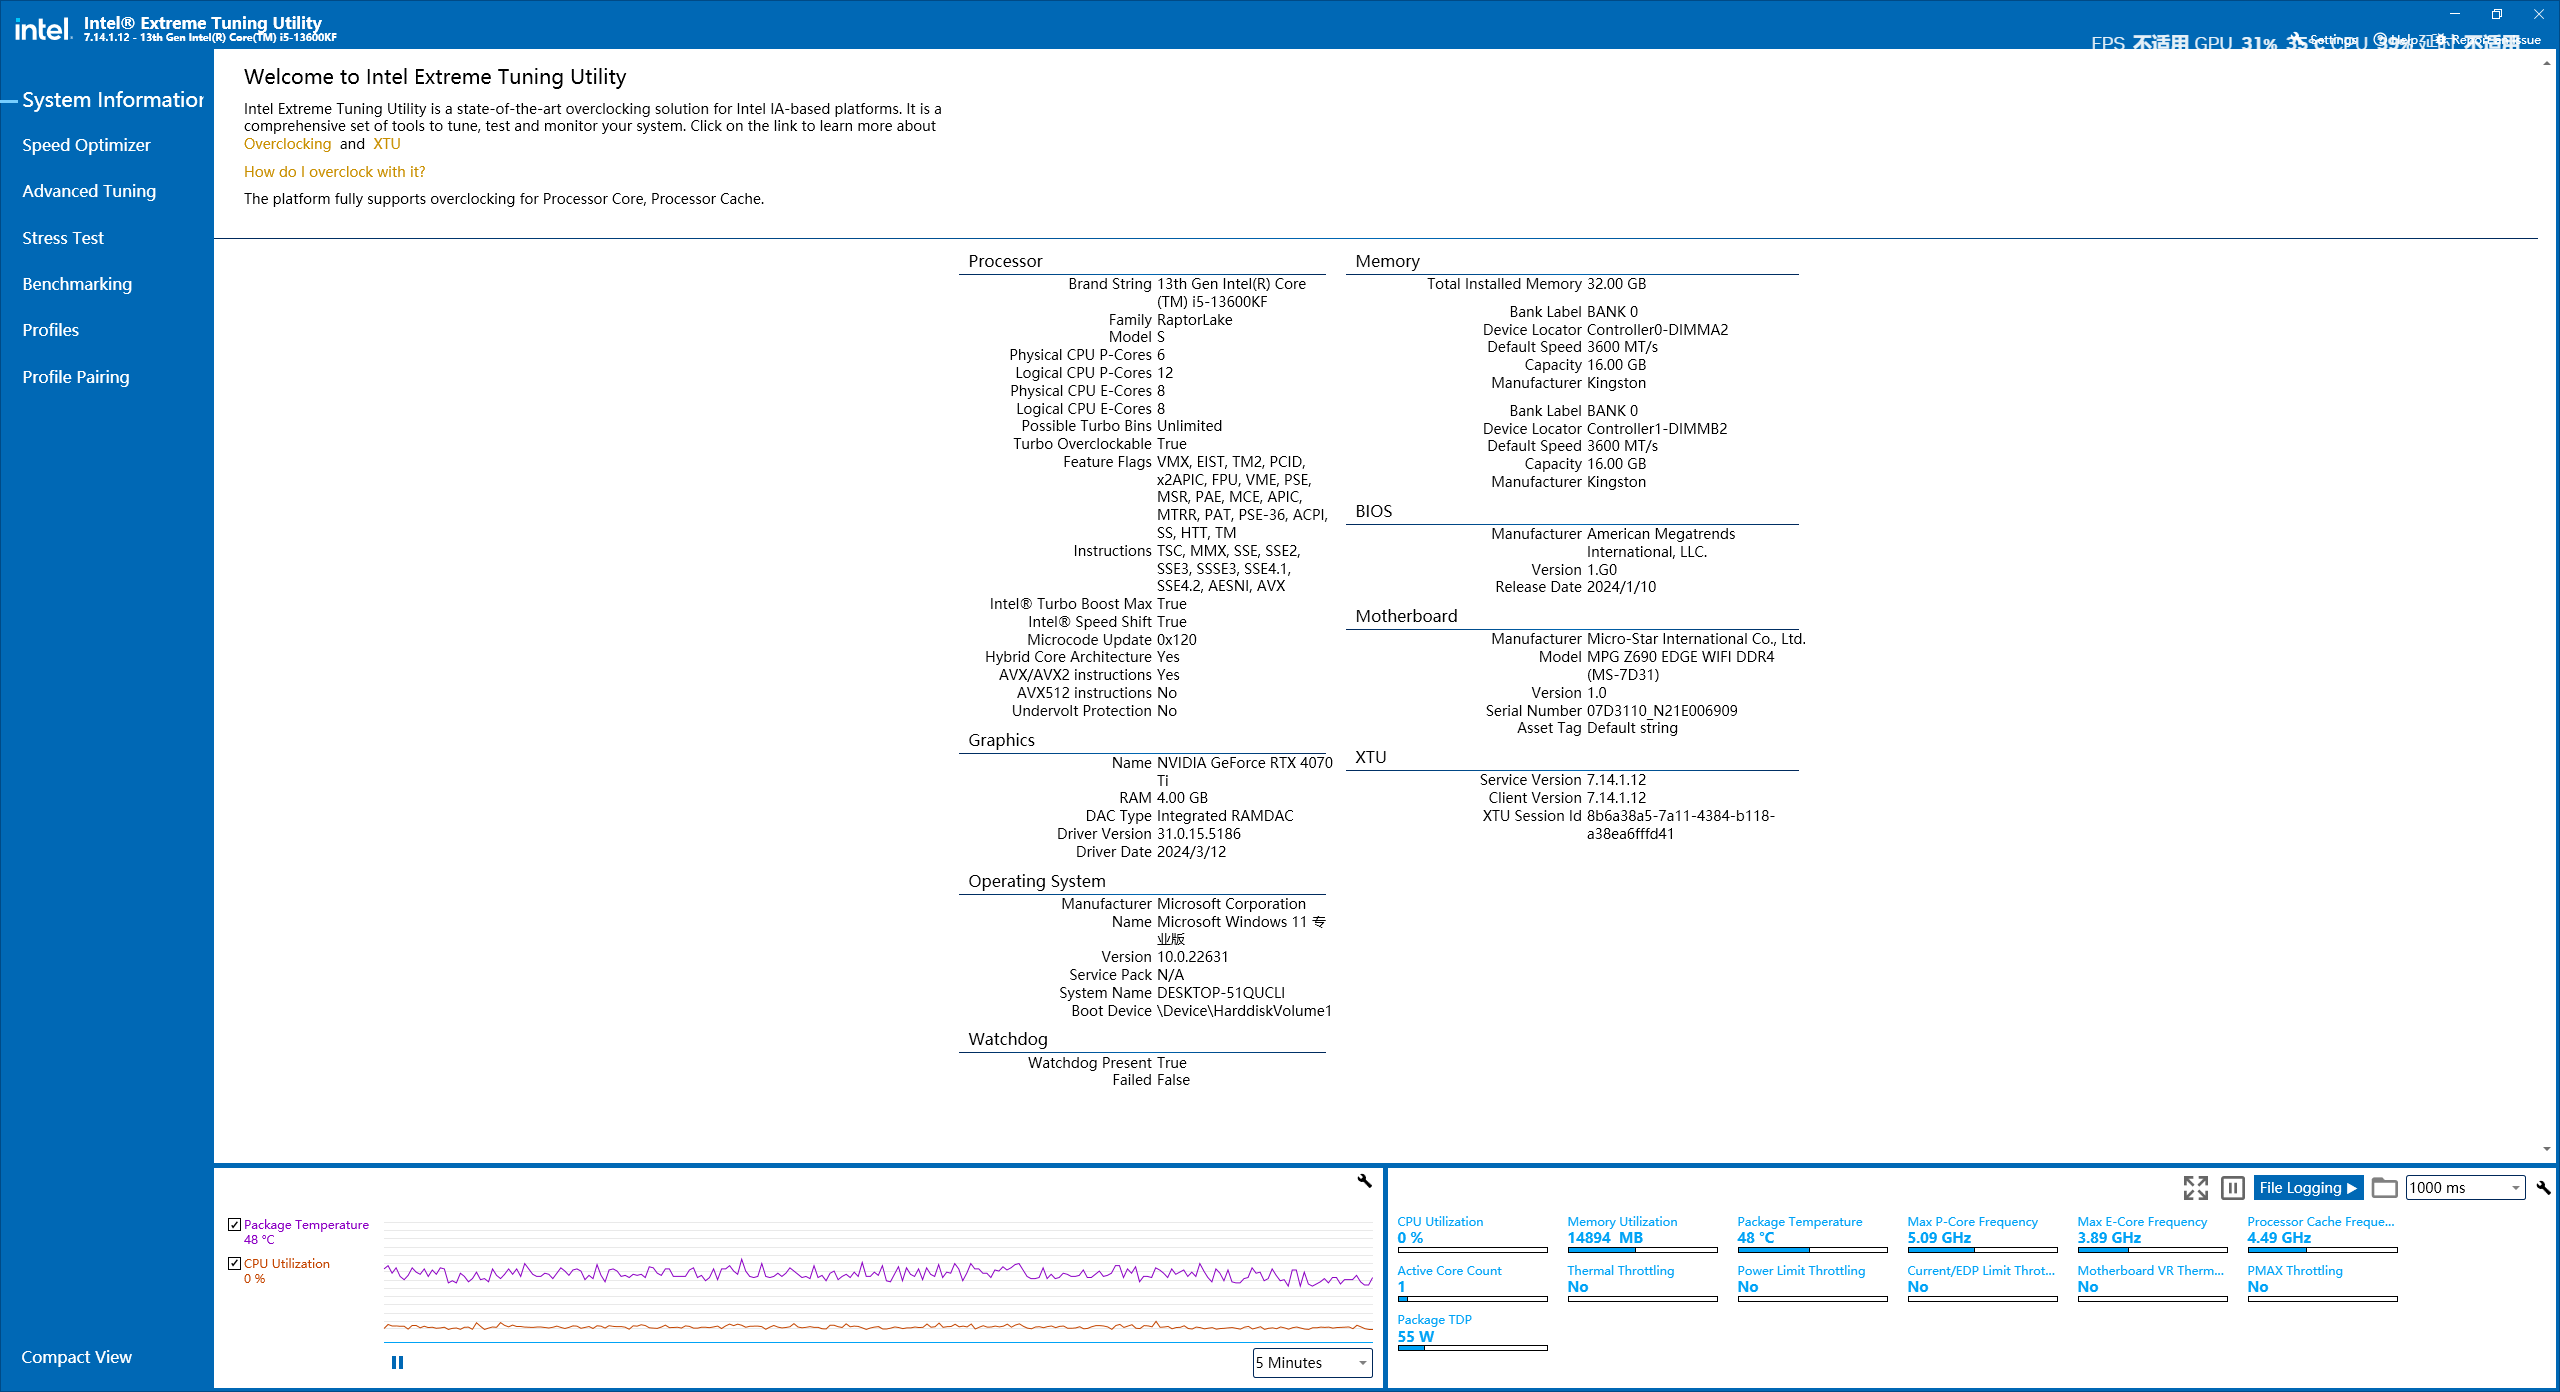 intel.
Intel® Extreme Tuning Utility
7.14.1.12 - 13th Gen Intel(R) Core(TM) i5-13600KF
FPS 不适用 GPU 31% 35
Settings
Help
System Information
Speed Optimizer
Advanced Tuning
Stress Test
Benchmarking
Profiles
Profile Pairing
Compact View
Welcome to Intel Extreme Tuning Utility
Intel Extreme Tuning Utility is a state-of-the-art overclocking solution for Intel IA-based platforms. It is a
comprehensive set of tools to tune, test and monitor your system. Click on the link to learn more about
Overclocking and XTU
How do I overclock with it?
The platform fully supports overclocking for Processor Core, Processor Cache.
Processor
Brand String 13th Gen Intel(R) Core
(TM) i5-13600KF
Family RaptorLake
Model S
Physical CPU P-Cores 6
Logical CPU P-Cores 12
Physical CPU E-Cores 8
Logical CPU E-Cores 8
Possible Turbo Bins Unlimited
Turbo Overclockable True
Feature Flags VMX, EIST, TM2, PCID,
x2APIC, FPU, VME, PSE,
MSR, PAE, MCE, APIC,
MTRR, PAT, PSE-36, ACPI,
SS, HTT, TM
Instructions TSC, MMX, SSE, SSE2,
SSE3, SSSE3, SSE4.1,
SSE4.2, AESNI, AVX
Intel® Turbo Boost Max True
Intel® Speed Shift True
Microcode Update 0x120
Hybrid Core Architecture Yes
AVX/AVX2 instructions Yes
AVX512 instructions No
Undervolt Protection No
Graphics
Name NVIDIA GeForce RTX 4070
Ti
RAM 4.00 GB
DAC Type Integrated RAMDAC
Driver Version 31.0.15.5186
Driver Date 2024/3/12
Operating System
Manufacturer Microsoft Corporation
Name Microsoft Windows 11 专
业版
Version 10.0.22631
Service Pack N/A
System Name DESKTOP-51QUCLI
Boot Device \Device\HarddiskVolume1
Watchdog
Watchdog Present True
Failed False
Memory
Total Installed Memory 32.00 GB
Bank Label BANK 0
Device Locator Controller0-DIMMA2
Default Speed 3600 MT/s
Capacity 16.00 GB
Manufacturer Kingston
Bank Label BANK 0
Device Locator Controller1-DIMMB2
Default Speed 3600 MT/s
Capacity 16.00 GB
Manufacturer Kingston
BIOS
Manufacturer American Megatrends
International, LLC.
Version 1.G0
Release Date 2024/1/10
Motherboard
Manufacturer Micro-Star International Co., Ltd.
Model MPG Z690 EDGE WIFI DDR4
(MS-7D31)
Version 1.0
Serial Number 07D3110_N21E006909
Asset Tag Default string
XTU
Service Version 7.14.1.12
Client Version 7.14.1.12
XTU Session Id 8b6a38a5-7a11-4384-b118-
a38ea6fffd41
Package Temperature
48 °C
CPU Utilization
0 %
5 Minutes
File Logging
1000 ms
CPU Utilization
0 %
Memory Utilization
14894 MB
Package Temperature
48 °C
Max P-Core Frequency
5.09 GHz
Max E-Core Frequency
3.89 GHz
Processor Cache Freque...
4.49 GHz
Active Core Count
1
Thermal Throttling
No
Power Limit Throttling
No
Current/EDP Limit Throt...
No
Motherboard VR Therm...
No
PMAX Throttling
No
Package TDP
55 W